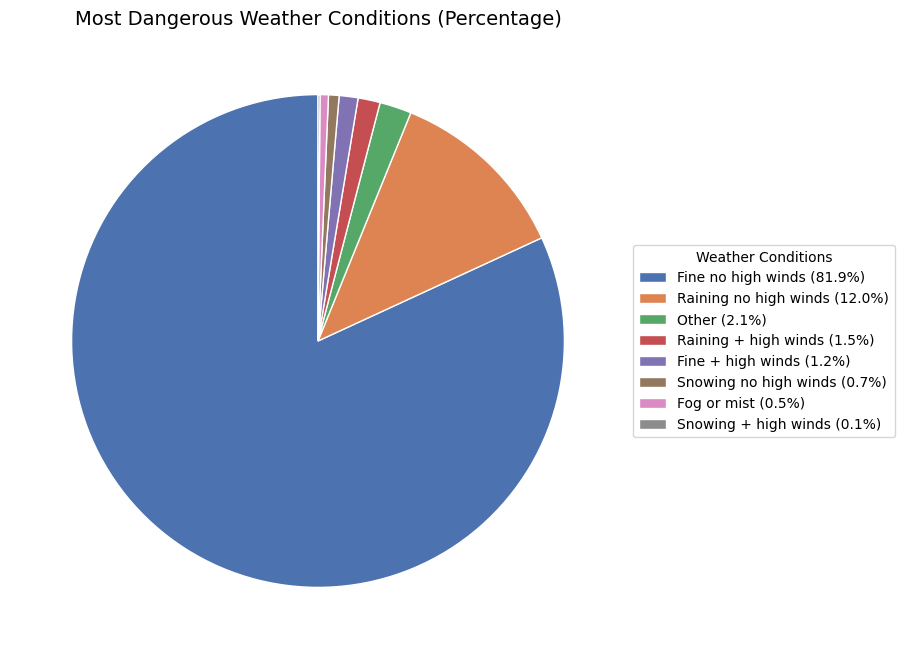 Most Dangerous Weather Conditions (Percentage)
Weather Conditions
Fine no high winds (81.9%)
Raining no high winds (12.0%)
Other (2.1%)
Raining + high winds (1.5%)
Fine + high winds (1.2%)
Snowing no high winds (0.7%)
Fog or mist (0.5%)
Snowing + high winds (0.1%)